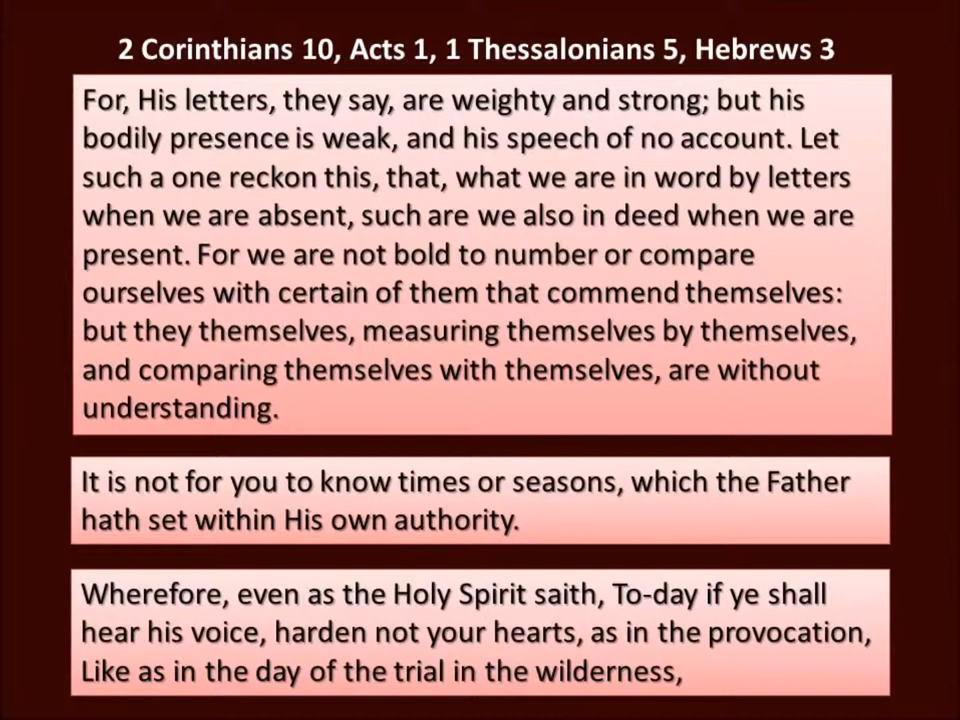 2 Corinthians 10, Acts 1, 1 Thessalonians 5, Hebrews 3
For, His letters, they say, are weighty and strong; but his
bodily presence is weak, and his speech of no account. Let
such a one reckon this, that, what we are in word by letters
when we are absent, such are we also in deed when we are
present. For we are not bold to number or compare
ourselves with certain of them that commend themselves:
but they themselves, measuring themselves by themselves,
and comparing themselves with themselves, are without
understanding.
It is not for you to know times or seasons, which the Father
hath set within His own authority.
Wherefore, even as the Holy Spirit saith, To-day if ye shall
hear his voice, harden not your hearts, as in the provocation,
Like as in the day of the trial in the wilderness,